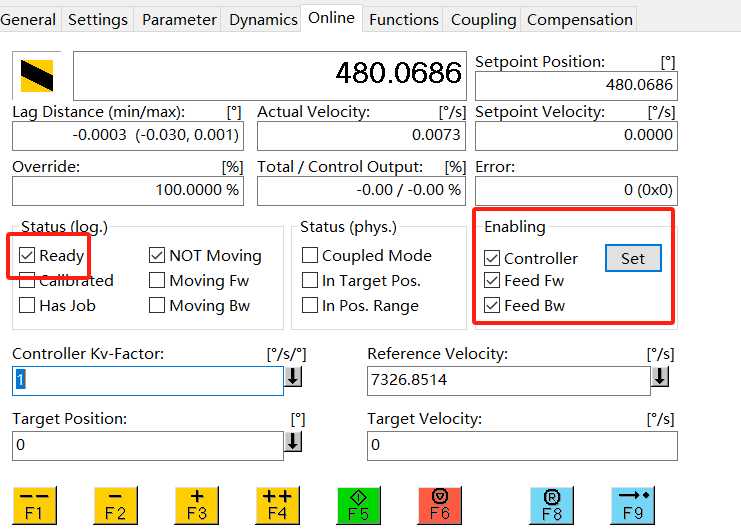 General Settings Parameter Dynamics Online Functions Coupling Compensation
480.0686
Setpoint Position: [°]
480.0686
Lag Distance (min/max): [°] Actual Velocity: [°/s] Setpoint Velocity: [°/s]
-0.0003 (-0.030, 0.001) 0.0073 0.0000
Override: [%] Total / Control Output: [%] Error:
100.0000 % -0.00 / -0.00 % 0 (0x0)
Status (log.) Status (phys.) Enabling
Ready NOT Moving Coupled Mode Controller Set
Calibrated Moving Fw In Target Pos. Feed Fw
Has Job Moving Bw In Pos. Range Feed Bw
Controller Kv-Factor: [°/s/°] Reference Velocity: [°/s]
1 7326.8514
Target Position: [°] Target Velocity: [°/s]
0 0
-- - + ++ I R
F1 F2 F3 F4 F5 F6 F8 F9